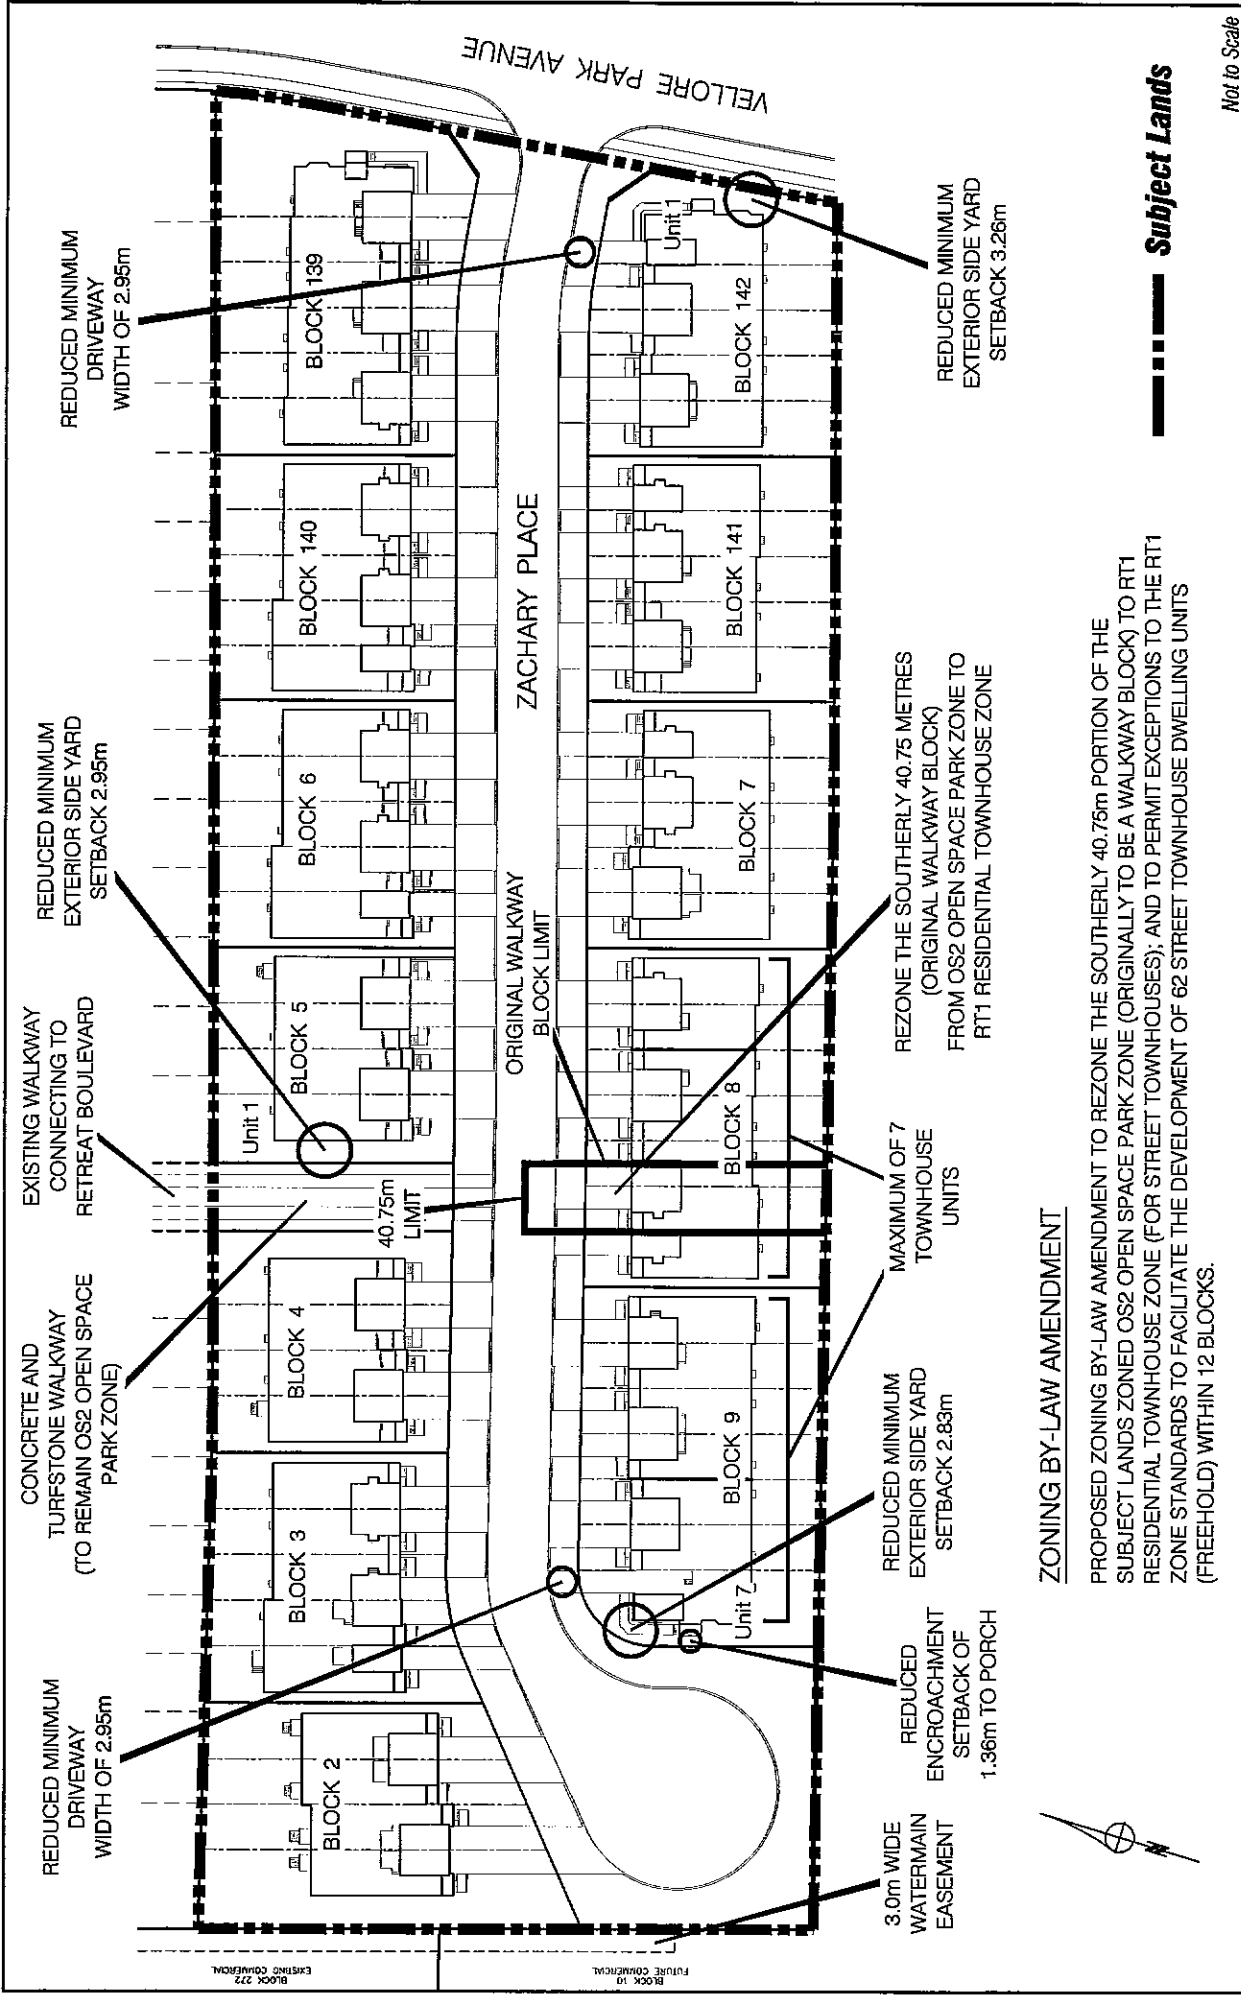 REDUCED MINIMUM
DRIVEWAY
WIDTH OF 2.95m
CONCRETE AND
TURFSTONE WALKWAY
(TO REMAIN OS2 OPEN SPACE
PARK ZONE)
EXISTING WALKWAY
CONNECTING TO
RETREAT BOULEVARD
REDUCED MINIMUM
EXTERIOR SIDE YARD
SETBACK 2.95m
REDUCED MINIMUM
DRIVEWAY
WIDTH OF 2.95m
BLOCK 272
EXISTING COMMERCIAL
BLOCK 10
FUTURE COMMERCIAL
BLOCK 2
BLOCK 3
BLOCK 4
Unit 1
BLOCK 5
BLOCK 6
BLOCK 140
BLOCK 139
VELLORE PARK AVENUE
40.75m
LIMIT
ORIGINAL WALKWAY
BLOCK LIMIT
ZACHARY PLACE
Unit 7
BLOCK 9
BLOCK 8
BLOCK 7
BLOCK 141
BLOCK 142
Unit 1
3.0m WIDE
WATERMAIN
EASEMENT
REDUCED
ENCROACHMENT
SETBACK OF
1.36m TO PORCH
REDUCED MINIMUM
EXTERIOR SIDE YARD
SETBACK 2.83m
MAXIMUM OF 7
TOWNHOUSE
UNITS
REZONE THE SOUTHERLY 40.75 METRES
(ORIGINAL WALKWAY BLOCK)
FROM OS2 OPEN SPACE PARK ZONE TO
RT1 RESIDENTIAL TOWNHOUSE ZONE
REDUCED MINIMUM
EXTERIOR SIDE YARD
SETBACK 3.26m
N
ZONING BY-LAW AMENDMENT
PROPOSED ZONING BY-LAW AMENDMENT TO REZONE THE SOUTHERLY 40.75m PORTION OF THE
SUBJECT LANDS ZONED OS2 OPEN SPACE PARK ZONE (ORIGINALLY TO BE A WALKWAY BLOCK) TO RT1
RESIDENTIAL TOWNHOUSE ZONE (FOR STREET TOWNHOUSES); AND TO PERMIT EXCEPTIONS TO THE RT1
ZONE STANDARDS TO FACILITATE THE DEVELOPMENT OF 62 STREET TOWNHOUSE DWELLING UNITS
(FREEHOLD) WITHIN 12 BLOCKS.
Subject Lands
Not to Scale